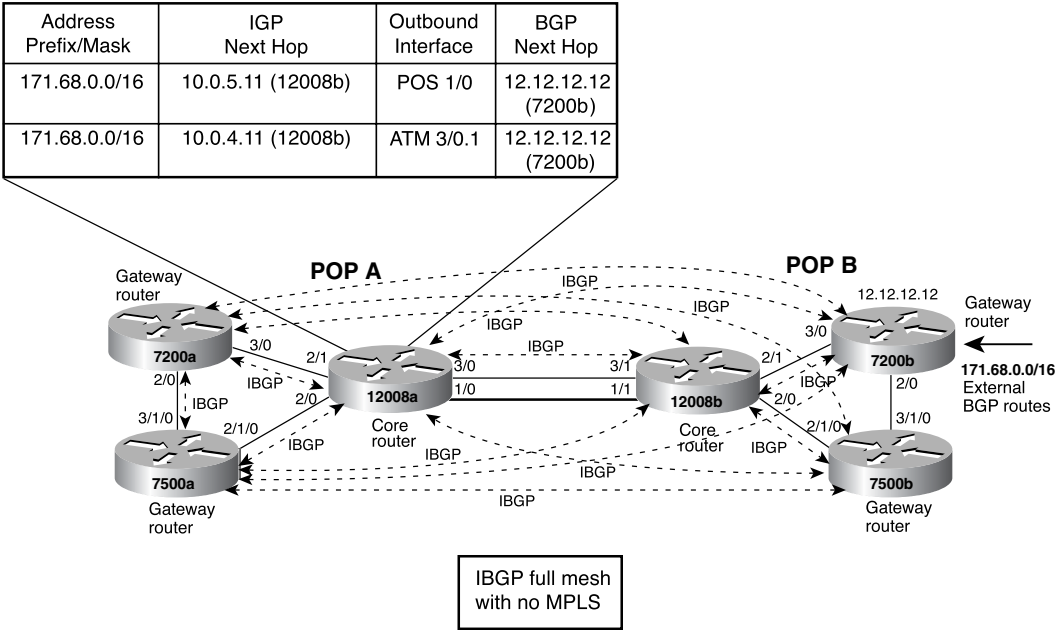 Address Prefix/Mask
IGP Next Hop
Outbound Interface
BGP Next Hop
171.68.0.0/16
10.0.5.11 (12008b)
POS 1/0
12.12.12.12
(7200b)
171.68.0.0/16
10.0.4.11 (12008b)
ATM 3/0.1
12.12.12.12
(7200b)
POP A
POP B
Gateway
router
IBGP
12.12.12.12
IBGP
Gateway
router
IBGP
3/0
7200a
3/0
2/1
IBGP
2/1
7200b
171.68.0.0/16
External
BGP routes
3/0
3/1
2/0
IBGP
2/0
12008a
1/0
1/1
12008b
2/0
IBGP
2/0
IBGP
3/1/0
2/1/0
Core
router
Core
router
2/1/0
3/1/0
IBGP
IBGP
IBGP
IBGP
7500a
7500b
IBGP
Gateway
router
Gateway
router
IBGP full mesh
with no MPLS